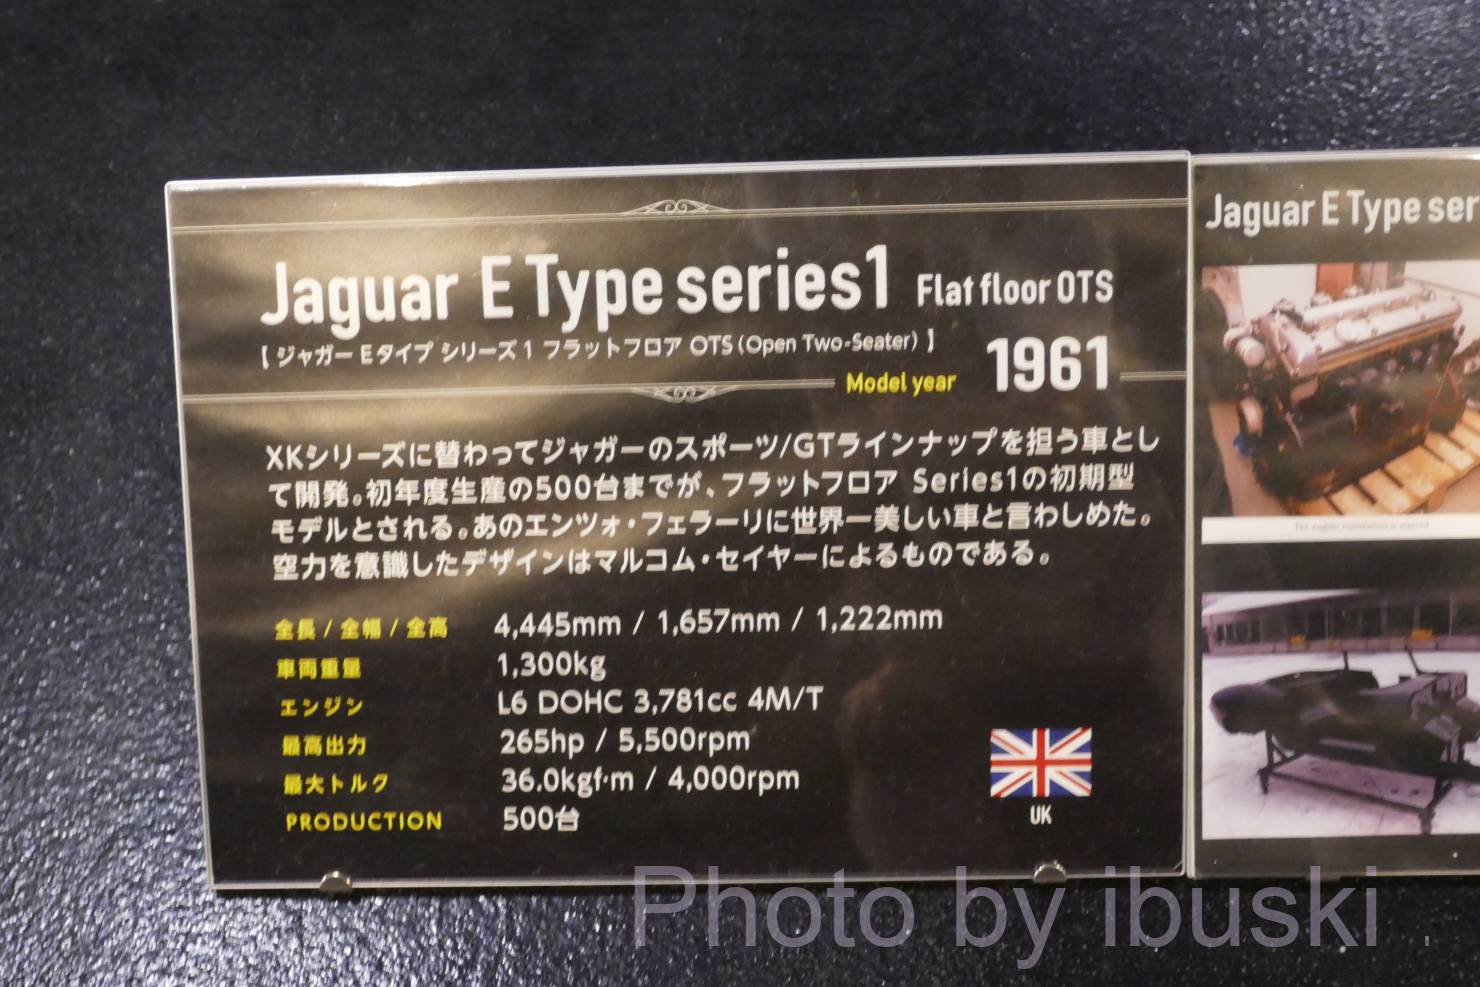 Jaguar E Type series1 Flat floor OTS
【 ジャガー Eタイプ シリーズ1 フラットフロア OTS (Open Two-Seater) 】
Model year 1961
XKシリーズに替わってジャガーのスポーツ/GTラインナップを担う車とし
て開発。初年度生産の500台までが、フラットフロア Series1の初期型
モデルとされる。あのエンツォ・フェラーリに世界一美しい車と言わしめた。
空力を意識したデザインはマルコム・セイヤーによるものである。
全長 / 全幅 / 全高 4,445mm / 1,657mm / 1,222mm
車両重量 1,300kg
エンジン L6 DOHC 3,781cc 4M/T
最高出力 265hp / 5,500rpm
最大トルク 36.0kgf·m / 4,000rpm
PRODUCTION 500台
UK
Jaguar E Type ser
The engine restoration is started
Photo by ibuski .